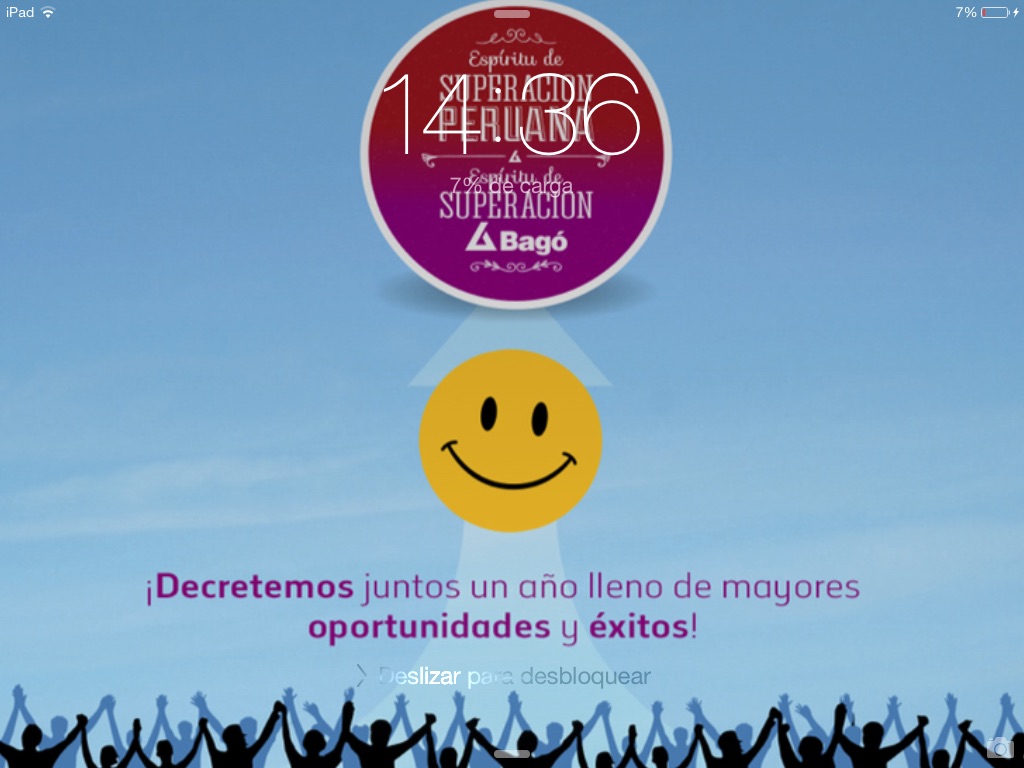 iPad
7%
Espíritu de
SUPERACIÓN
14:36
PERUANA
Espíritu de
7% de carga
SUPERACIÓN
Bagó
¡Decretemos juntos un año lleno de mayores
oportunidades y éxitos!
Deslizar para desbloquear